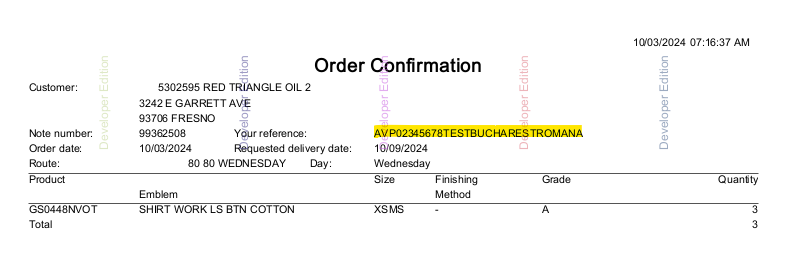 10/03/2024 07:16:37 AM
Order Confirmation
Customer: 5302595 RED TRIANGLE OIL 2
3242 E GARRETT AVE
93706 FRESNO
Note number: 99362508 Your reference: AVP02345678TESTBUCHARESTROMANA
Order date: 10/03/2024 Requested delivery date: 10/09/2024
Route: 80 80 WEDNESDAY Day: Wednesday
Product Size Finishing Grade Quantity
Emblem Method
GS0448NVOT SHIRT WORK LS BTN COTTON XSMS - A 3
Total 3
Developer Edition
Developer Edition
Developer Edition
Developer Edition
Developer Edition